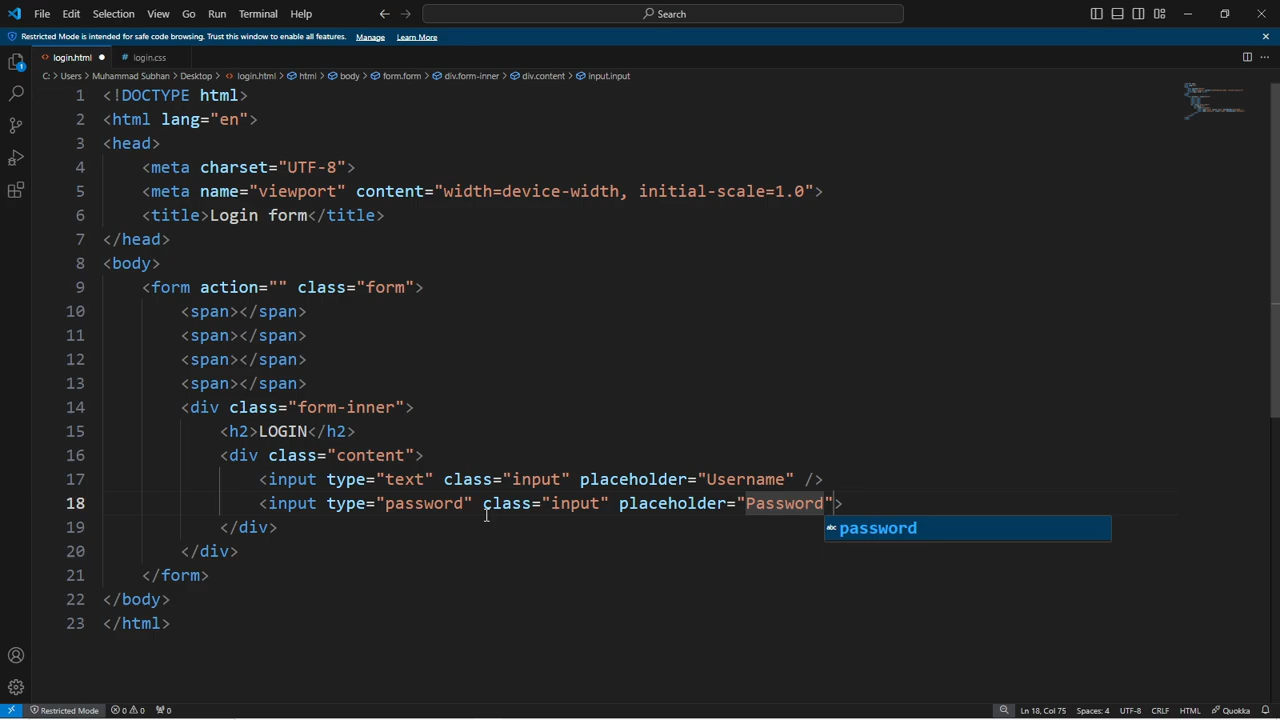 File Edit Selection View Go Run Terminal Help Search
Restricted Mode is intended for safe code browsing. Trust this window to enable all features. Manage Learn More
login.html login.css
C: > Users > Muhammad Subhan > Desktop > login.html > html > body > form.form > div.form-inner > div.content > input.input
1 <!DOCTYPE html>
2 <html lang="en">
3 <head>
4 <meta charset="UTF-8">
5 <meta name="viewport" content="width=device-width, initial-scale=1.0">
6 <title>Login form</title>
7 </head>
8 <body>
9 <form action="" class="form">
10 <span></span>
11 <span></span>
12 <span></span>
13 <span></span>
14 <div class="form-inner">
15 <h2>LOGIN</h2>
16 <div class="content">
17 <input type="text" class="input" placeholder="Username" />
18 <input type="password" class="input" placeholder="Password">
19 </div>
abc password
20 </div>
21 </form>
22 </body>
23 </html>
Restricted Mode 0 0 0 Ln 18, Col 75 Spaces: 4 UTF-8 CRLF HTML Quokka